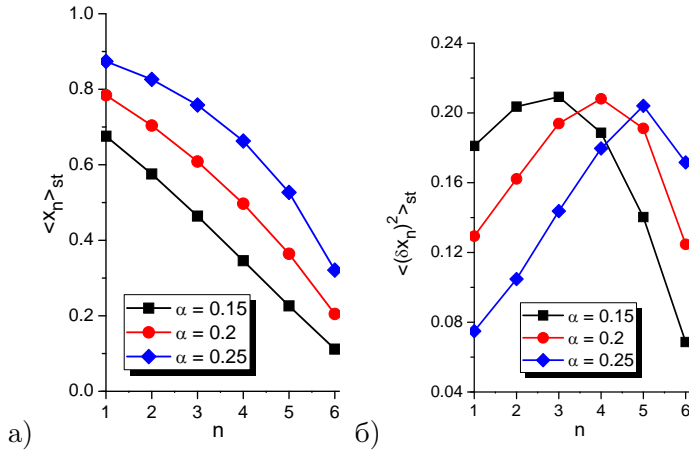 1.0
0.8
0.6
0.4
0.2
0.0
<x_n>_st
α = 0.15
α = 0.2
α = 0.25
1 2 3 4 5 6
n
а)
0.24
0.20
0.16
0.12
0.08
0.04
<(δx_n)²>_st
α = 0.15
α = 0.2
α = 0.25
1 2 3 4 5 6
n
б)